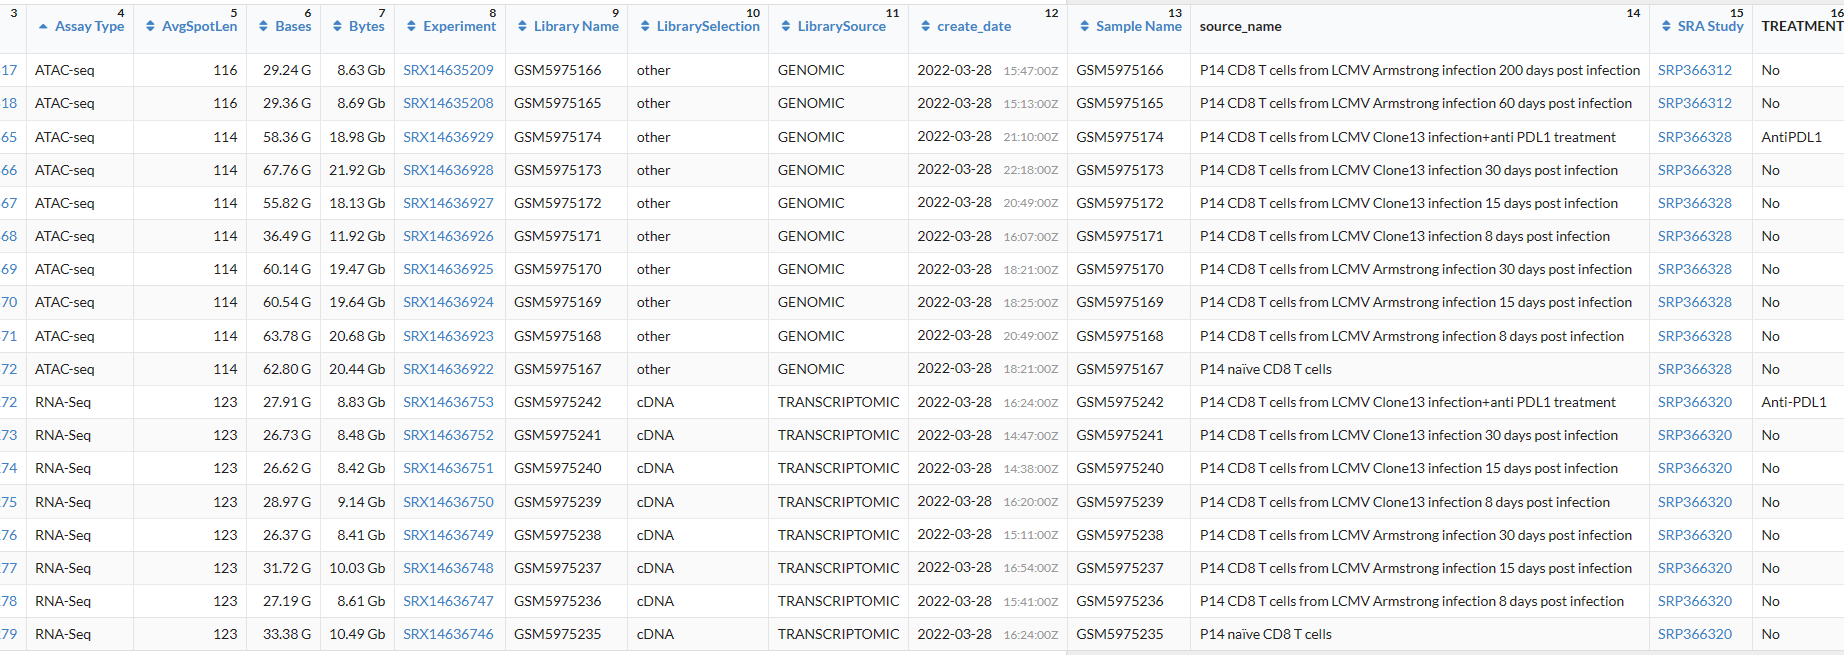 3 4 5 6 7 8 9 10 11 12 13 14 15 16
Assay Type AvgSpotLen Bases Bytes Experiment Library Name LibrarySelection LibrarySource create_date Sample Name source_name SRA Study TREATMENT
17 ATAC-seq 116 29.24 G 8.63 Gb SRX14635209 GSM5975166 other GENOMIC 2022-03-28 15:47:00Z GSM5975166 P14 CD8 T cells from LCMV Armstrong infection 200 days post infection SRP366312 No
18 ATAC-seq 116 29.36 G 8.69 Gb SRX14635208 GSM5975165 other GENOMIC 2022-03-28 15:13:00Z GSM5975165 P14 CD8 T cells from LCMV Armstrong infection 60 days post infection SRP366312 No
65 ATAC-seq 114 58.36 G 18.98 Gb SRX14636929 GSM5975174 other GENOMIC 2022-03-28 21:10:00Z GSM5975174 P14 CD8 T cells from LCMV Clone13 infection+anti PDL1 treatment SRP366328 AntiPDL1
66 ATAC-seq 114 67.76 G 21.92 Gb SRX14636928 GSM5975173 other GENOMIC 2022-03-28 22:18:00Z GSM5975173 P14 CD8 T cells from LCMV Clone13 infection 30 days post infection SRP366328 No
67 ATAC-seq 114 55.82 G 18.13 Gb SRX14636927 GSM5975172 other GENOMIC 2022-03-28 20:49:00Z GSM5975172 P14 CD8 T cells from LCMV Clone13 infection 15 days post infection SRP366328 No
68 ATAC-seq 114 36.49 G 11.92 Gb SRX14636926 GSM5975171 other GENOMIC 2022-03-28 16:07:00Z GSM5975171 P14 CD8 T cells from LCMV Clone13 infection 8 days post infection SRP366328 No
69 ATAC-seq 114 60.14 G 19.47 Gb SRX14636925 GSM5975170 other GENOMIC 2022-03-28 18:21:00Z GSM5975170 P14 CD8 T cells from LCMV Armstrong infection 30 days post infection SRP366328 No
70 ATAC-seq 114 60.54 G 19.64 Gb SRX14636924 GSM5975169 other GENOMIC 2022-03-28 18:25:00Z GSM5975169 P14 CD8 T cells from LCMV Armstrong infection 15 days post infection SRP366328 No
71 ATAC-seq 114 63.78 G 20.68 Gb SRX14636923 GSM5975168 other GENOMIC 2022-03-28 20:49:00Z GSM5975168 P14 CD8 T cells from LCMV Armstrong infection 8 days post infection SRP366328 No
72 ATAC-seq 114 62.80 G 20.44 Gb SRX14636922 GSM5975167 other GENOMIC 2022-03-28 18:21:00Z GSM5975167 P14 naïve CD8 T cells SRP366328 No
72 RNA-Seq 123 27.91 G 8.83 Gb SRX14636753 GSM5975242 cDNA TRANSCRIPTOMIC 2022-03-28 16:24:00Z GSM5975242 P14 CD8 T cells from LCMV Clone13 infection+anti PDL1 treatment SRP366320 Anti-PDL1
73 RNA-Seq 123 26.73 G 8.48 Gb SRX14636752 GSM5975241 cDNA TRANSCRIPTOMIC 2022-03-28 14:47:00Z GSM5975241 P14 CD8 T cells from LCMV Clone13 infection 30 days post infection SRP366320 No
74 RNA-Seq 123 26.62 G 8.42 Gb SRX14636751 GSM5975240 cDNA TRANSCRIPTOMIC 2022-03-28 14:38:00Z GSM5975240 P14 CD8 T cells from LCMV Clone13 infection 15 days post infection SRP366320 No
75 RNA-Seq 123 28.97 G 9.14 Gb SRX14636750 GSM5975239 cDNA TRANSCRIPTOMIC 2022-03-28 16:20:00Z GSM5975239 P14 CD8 T cells from LCMV Clone13 infection 8 days post infection SRP366320 No
76 RNA-Seq 123 26.37 G 8.41 Gb SRX14636749 GSM5975238 cDNA TRANSCRIPTOMIC 2022-03-28 15:11:00Z GSM5975238 P14 CD8 T cells from LCMV Armstrong infection 30 days post infection SRP366320 No
77 RNA-Seq 123 31.72 G 10.03 Gb SRX14636748 GSM5975237 cDNA TRANSCRIPTOMIC 2022-03-28 16:54:00Z GSM5975237 P14 CD8 T cells from LCMV Armstrong infection 15 days post infection SRP366320 No
78 RNA-Seq 123 27.19 G 8.61 Gb SRX14636747 GSM5975236 cDNA TRANSCRIPTOMIC 2022-03-28 15:41:00Z GSM5975236 P14 CD8 T cells from LCMV Armstrong infection 8 days post infection SRP366320 No
79 RNA-Seq 123 33.38 G 10.49 Gb SRX14636746 GSM5975235 cDNA TRANSCRIPTOMIC 2022-03-28 16:24:00Z GSM5975235 P14 naïve CD8 T cells SRP366320 No